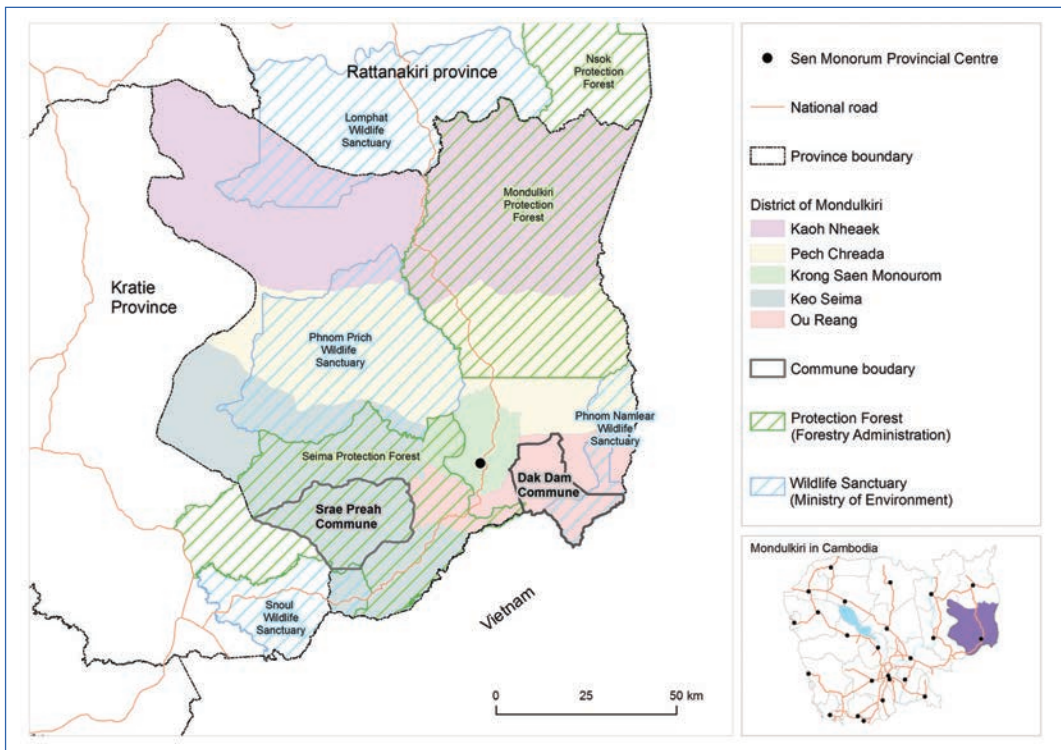 Rattanakiri province
Nsok
Protection
Forest
Lomphat
Wildlife
Sanctuary
Mondulkiri
Protection
Forest
Kratie
Province
Phnom Prich
Wildlife
Sanctuary
Phnom Namlear
Wildlife
Sanctuary
Seima Protection Forest
Dak Dam
Commune
Srae Preah
Commune
Snoul
Wildlife
Sanctuary
Vietnam
0 25 50 km
Sen Monorum Provincial Centre
National road
Province boundary
District of Mondulkiri
Kaoh Nheaek
Pech Chreada
Krong Saen Monourom
Keo Seima
Ou Reang
Commune boudary
Protection Forest
(Forestry Administration)
Wildlife Sanctuary
(Ministry of Environment)
Mondulkiri in Cambodia